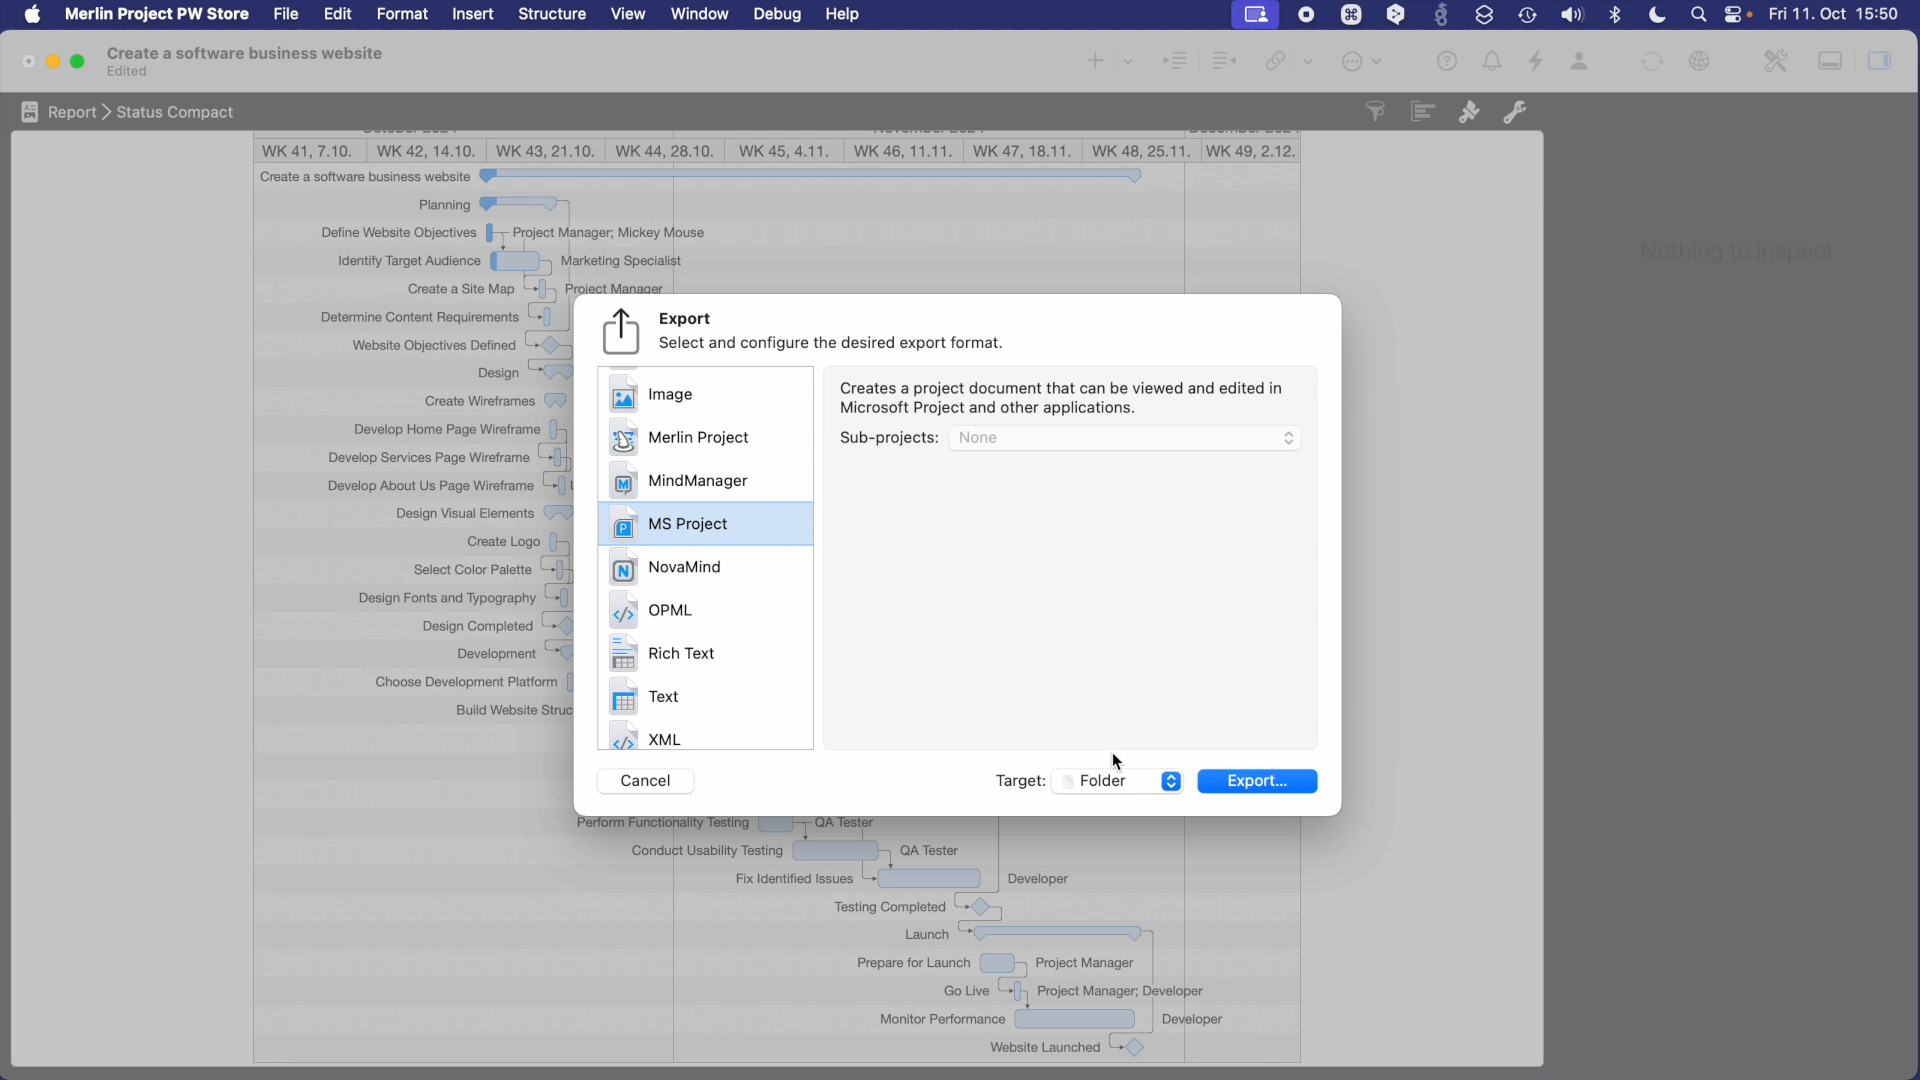 Merlin Project PW Store File Edit Format Insert Structure View Window Debug Help Fri 11. Oct 15:50
Create a software business website
Edited
Report > Status Compact
WK 41, 7.10. WK 42, 14.10. WK 43, 21.10. WK 44, 28.10. WK 45, 4.11. WK 46, 11.11. WK 47, 18.11. WK 48, 25.11. WK 49, 2.12.
Create a software business website
Planning
Define Website Objectives Project Manager; Mickey Mouse
Nothing to Inspect
Identify Target Audience Marketing Specialist
Create a Site Map Project Manager
Determine Content Requirements
Website Objectives Defined
Design
Create Wireframes
Develop Home Page Wireframe
Develop Services Page Wireframe
Develop About Us Page Wireframe
Design Visual Elements
Create Logo
Select Color Palette
Design Fonts and Typography
Design Completed
Development
Choose Development Platform
Build Website Struc
Export
Select and configure the desired export format.
Image
Merlin Project
MindManager
MS Project
NovaMind
OPML
Rich Text
Text
XML
Creates a project document that can be viewed and edited in
Microsoft Project and other applications.
Sub-projects: None
Cancel
Target: Folder
Export...
Perform Functionality Testing QA Tester
Conduct Usability Testing QA Tester
Fix Identified Issues Developer
Testing Completed
Launch
Prepare for Launch Project Manager
Go Live Project Manager; Developer
Monitor Performance Developer
Website Launched